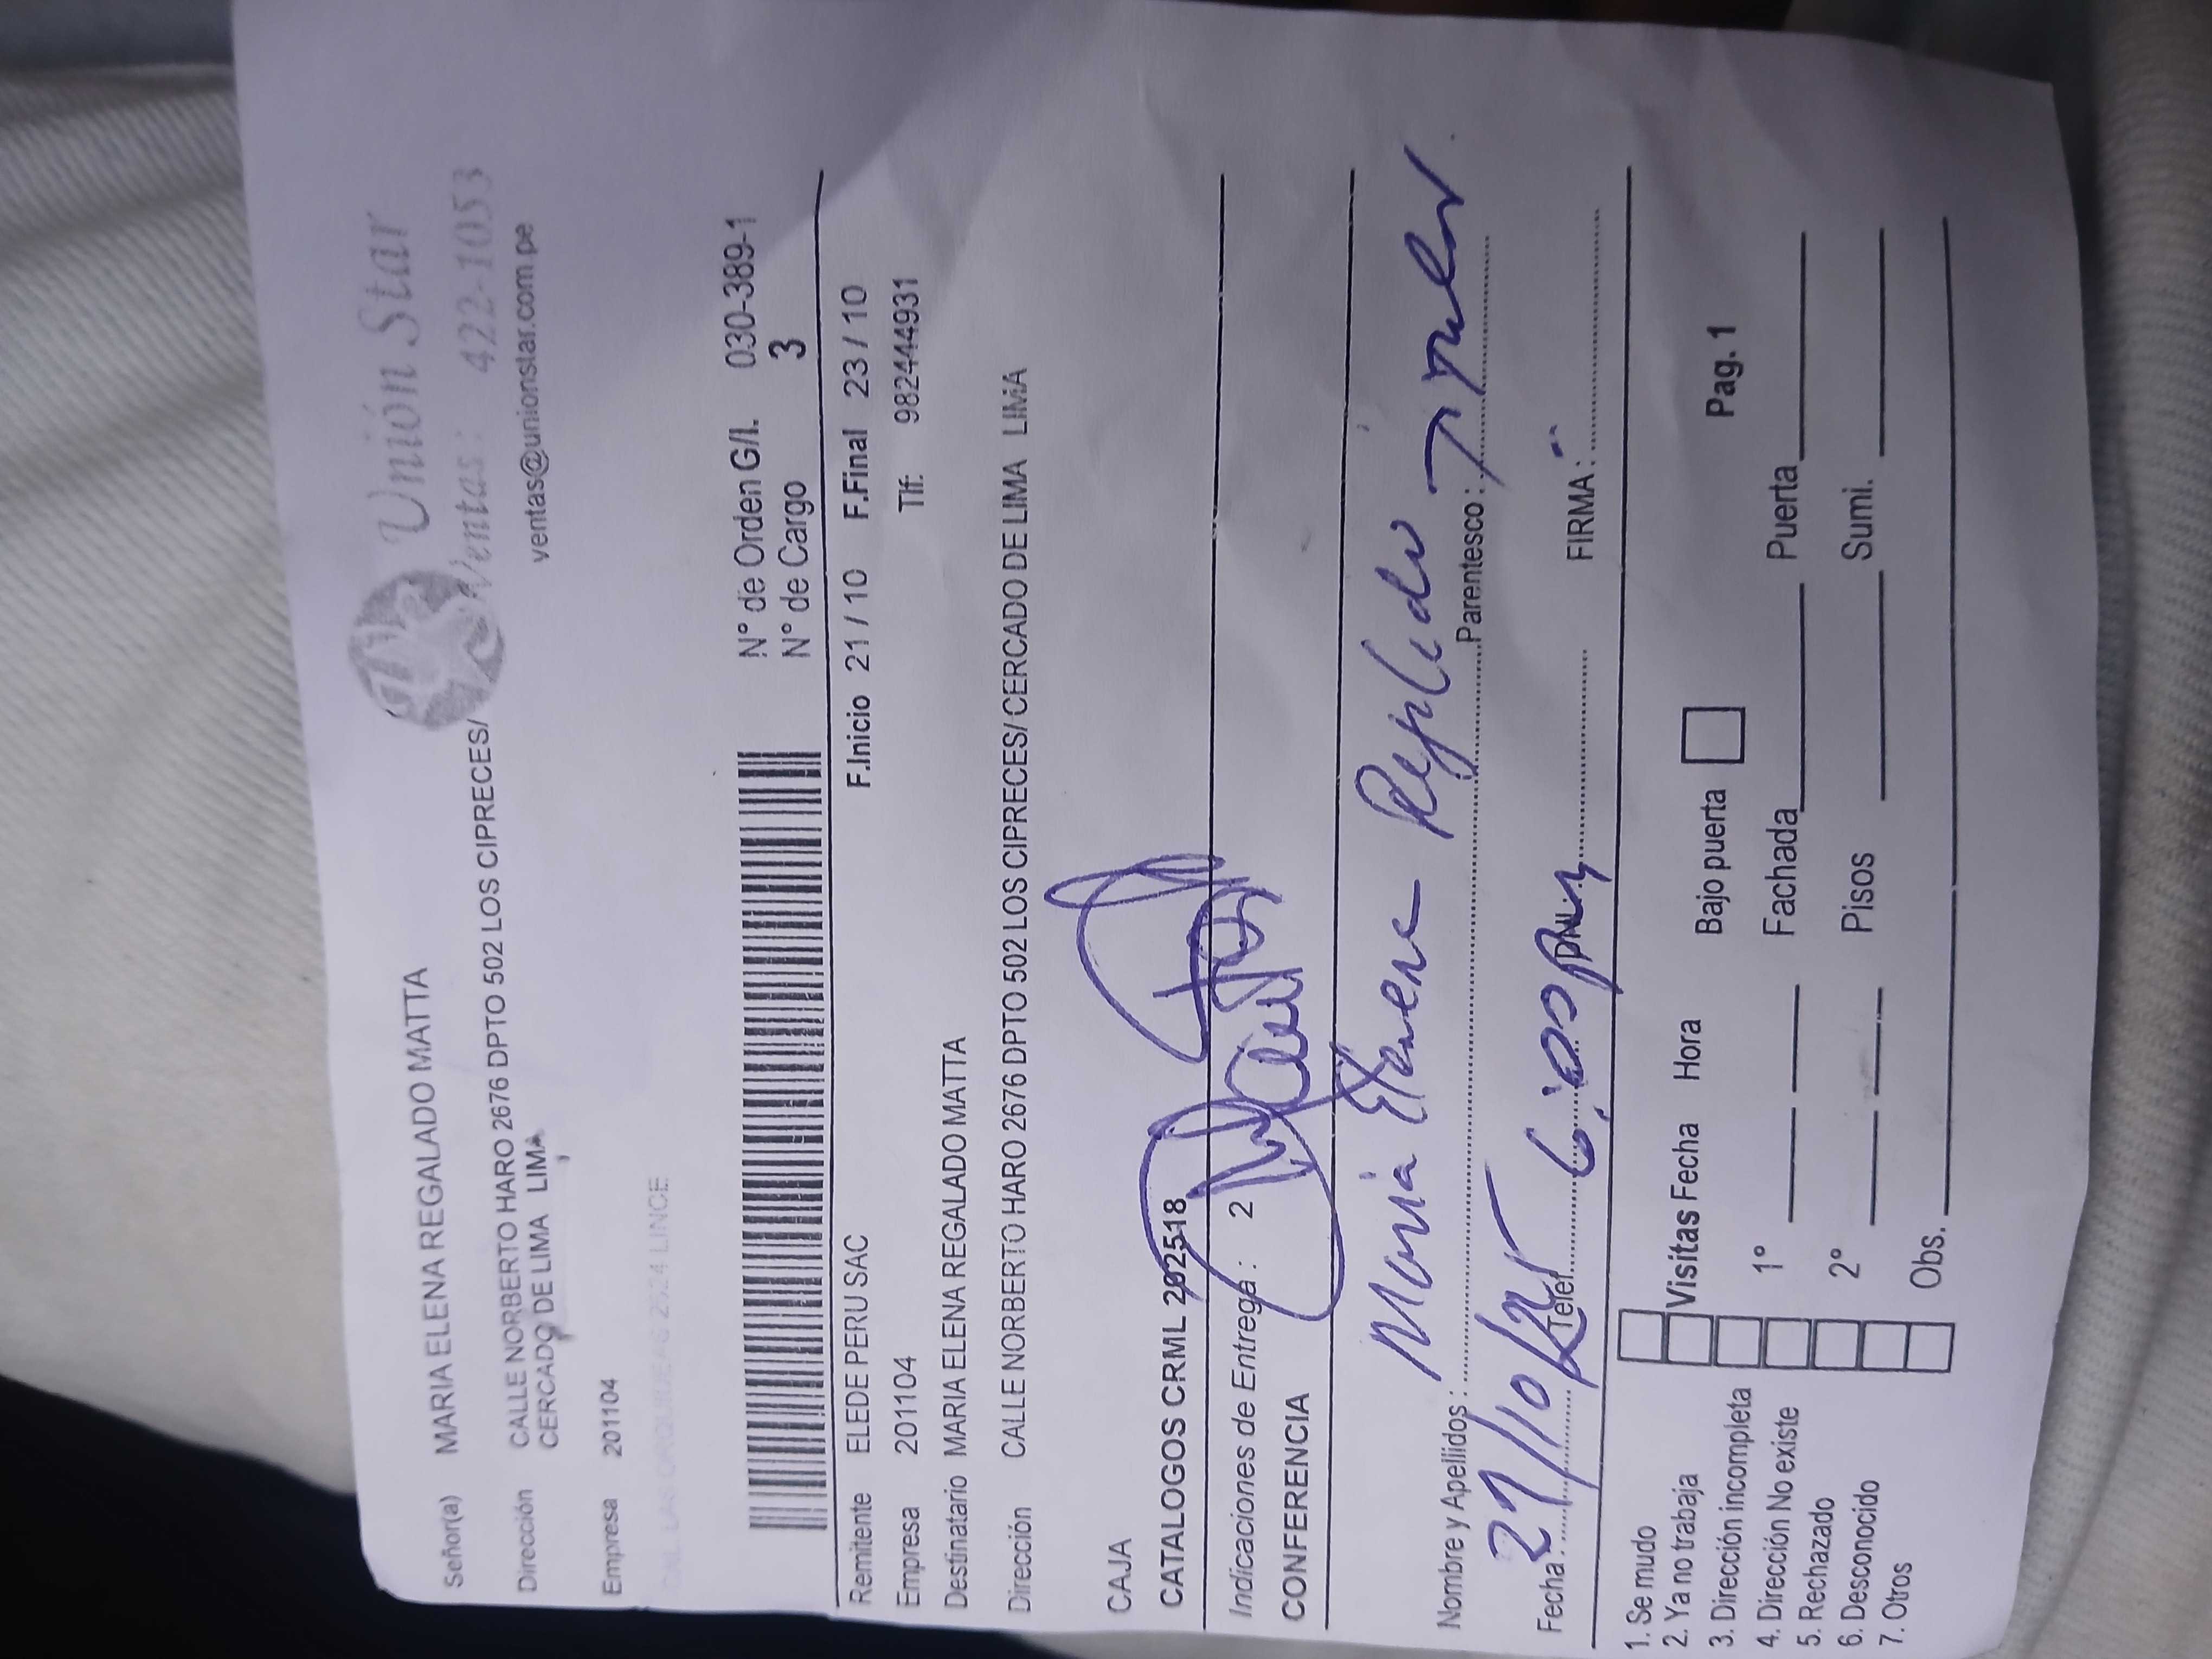 Unión Star
Ventas: 422-1053
ventas@unionstar.com.pe
Señor(a) MARIA ELENA REGALADO MATTA
Dirección CALLE NORBERTO HARO 2676 DPTO 502 LOS CIPRECES/
CERCADO DE LIMA LIMA
Empresa 201104
2524 LINCE
N° de Orden G/L 030-389-1
N° de Cargo 3
Remitente ELEDE PERU SAC F.Inicio 21 / 10 F.Final 23 / 10
Empresa 201104 Tlf: 982444931
Destinatario MARIA ELENA REGALADO MATTA
Dirección CALLE NORBERTO HARO 2676 DPTO 502 LOS CIPRECES/ CERCADO DE LIMA LIMA
CAJA
CATALOGOS CRML 202518
Indicaciones de Entrega : 2
CONFERENCIA
Nombre y Apellidos : Maria Elena Regalado Parentesco :
Fecha : 21/10/25 Telef. DNI. FIRMA :
1. Se mudo
2. Ya no trabaja Visitas Fecha Hora Bajo puerta Pag. 1
3. Dirección incompleta
4. Dirección No existe 1° Fachada Puerta
5. Rechazado
6. Desconocido 2° Pisos Sumi.
7. Otros Obs.